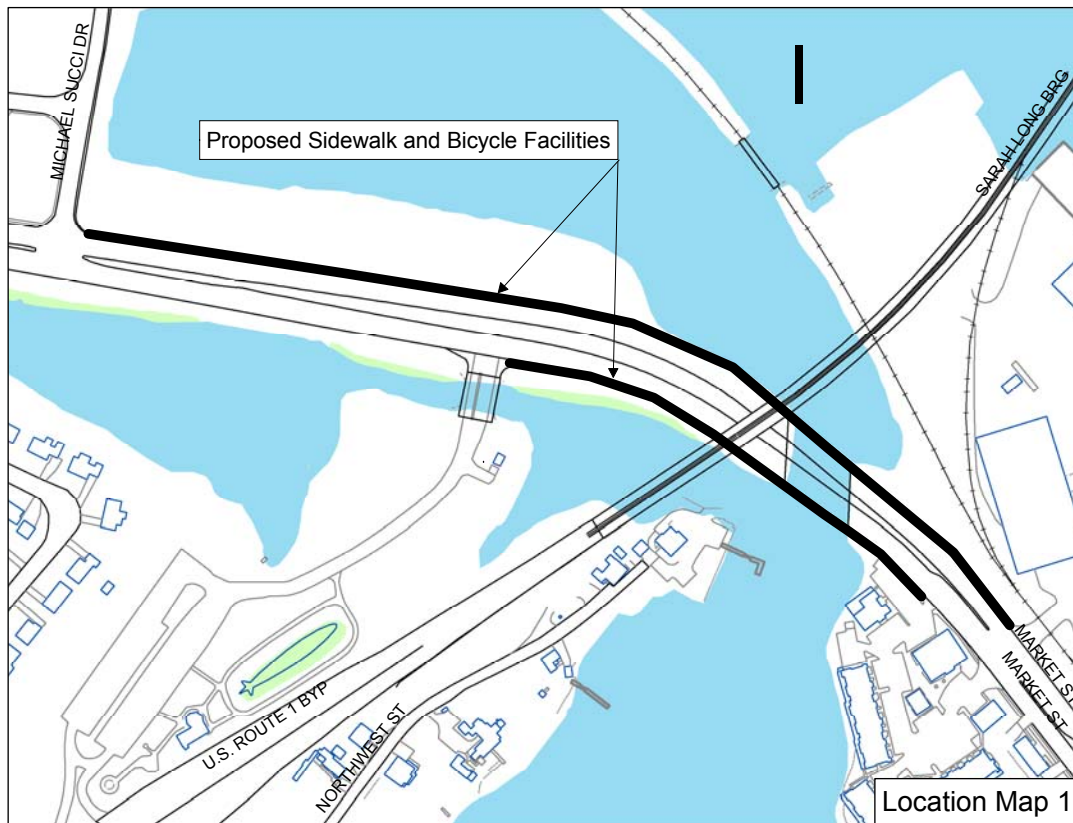 MICHAEL SUCCI DR
Proposed Sidewalk and Bicycle Facilities
SARAH LONG BRG
U.S. ROUTE 1 BYP
NORTHWEST ST
MARKET ST
MARKET ST
Location Map 1